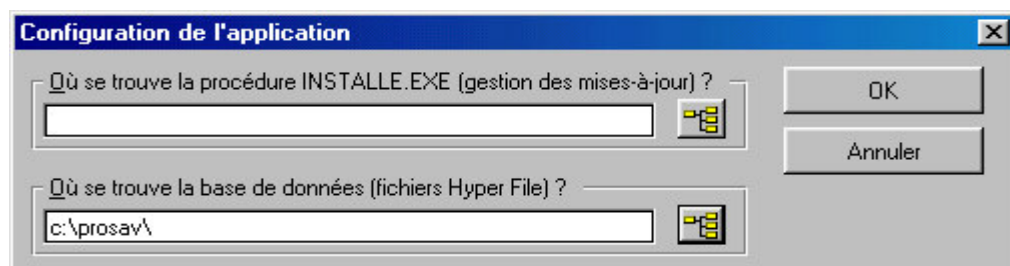 Configuration de l'application
Où se trouve la procédure INSTALLE.EXE (gestion des mises-à-jour) ?
OK
Annuler
Où se trouve la base de données (fichiers Hyper File) ?
c:\prosav\